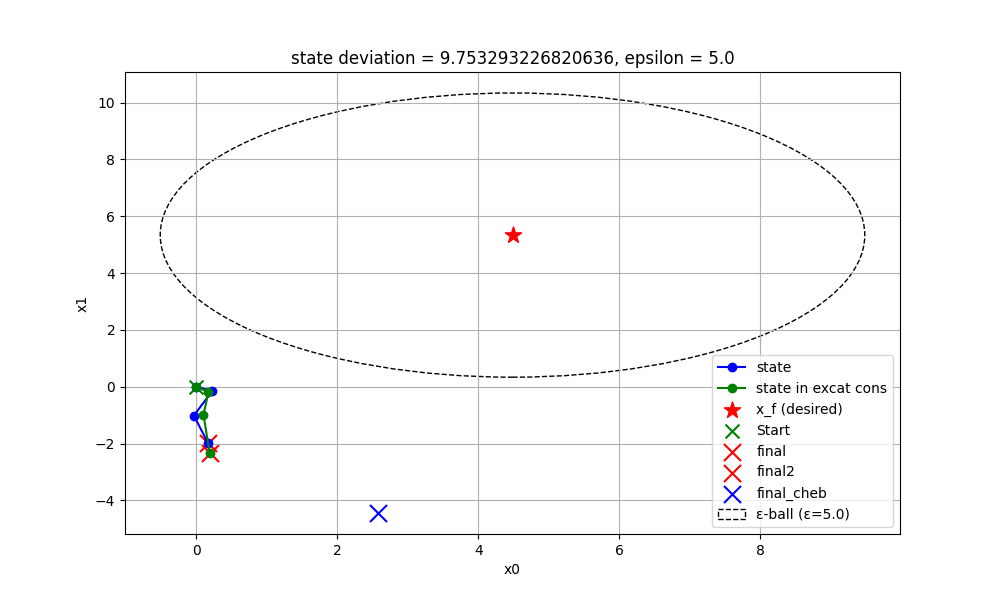 state deviation = 9.753293226820636, epsilon = 5.0
x1
10
8
6
4
2
0
−2
−4
0
2
4
6
8
x0
state
state in excat cons
x_f (desired)
Start
final
final2
final_cheb
ε-ball (ε=5.0)